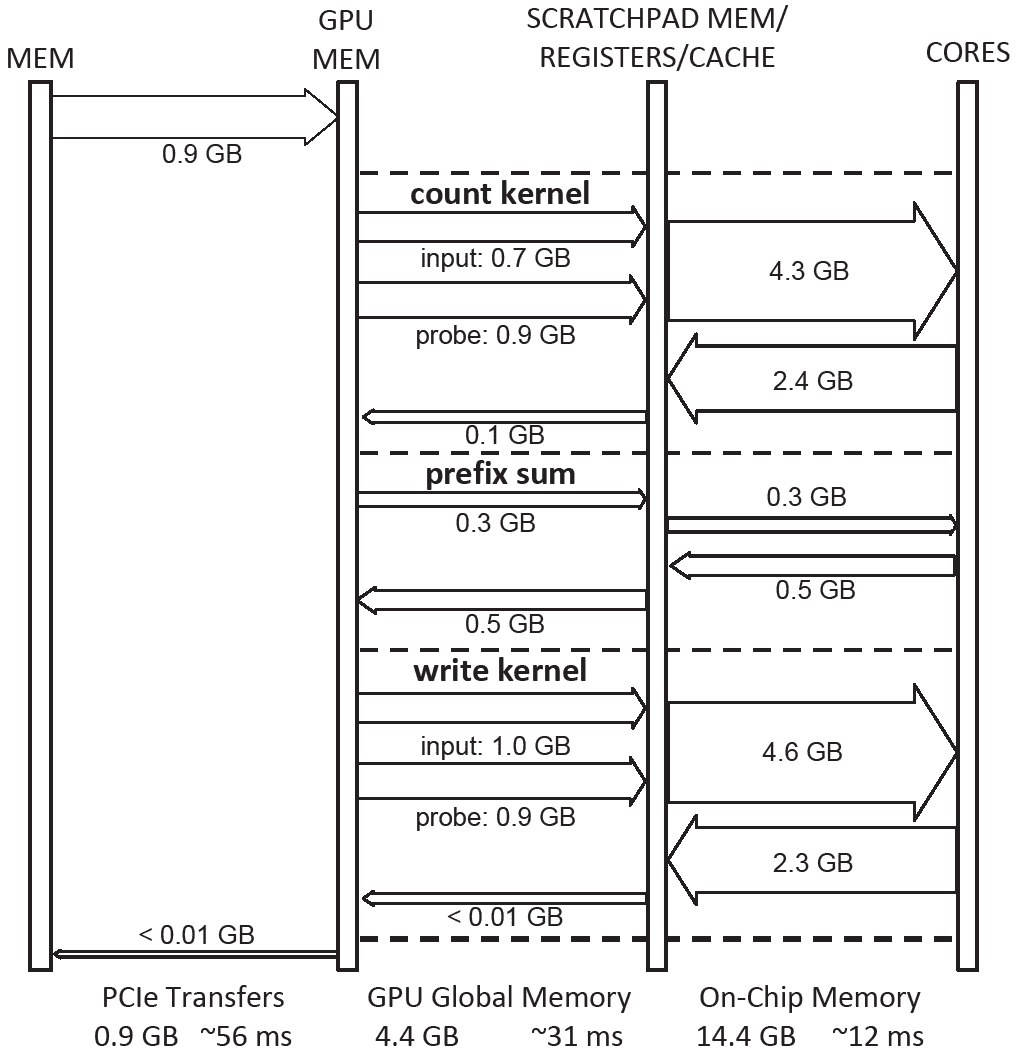 MEM
GPU
MEM
SCRATCHPAD MEM/
REGISTERS/CACHE
CORES
0.9 GB
count kernel
input: 0.7 GB
probe: 0.9 GB
4.3 GB
2.4 GB
0.1 GB
prefix sum
0.3 GB
0.3 GB
0.5 GB
0.5 GB
write kernel
input: 1.0 GB
probe: 0.9 GB
4.6 GB
2.3 GB
< 0.01 GB
< 0.01 GB
PCIe Transfers
0.9 GB ~56 ms
GPU Global Memory
4.4 GB ~31 ms
On-Chip Memory
14.4 GB ~12 ms